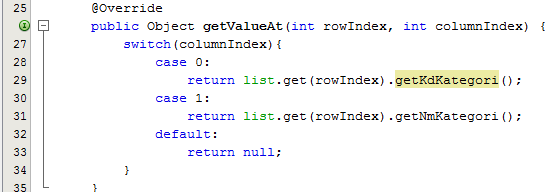 25 @Override
public Object getValueAt(int rowIndex, int columnIndex) {
27 switch(columnIndex){
28 case 0:
29 return list.get(rowIndex).getKdKategori();
30 case 1:
31 return list.get(rowIndex).getNmKategori();
32 default:
33 return null;
34 }
35 }